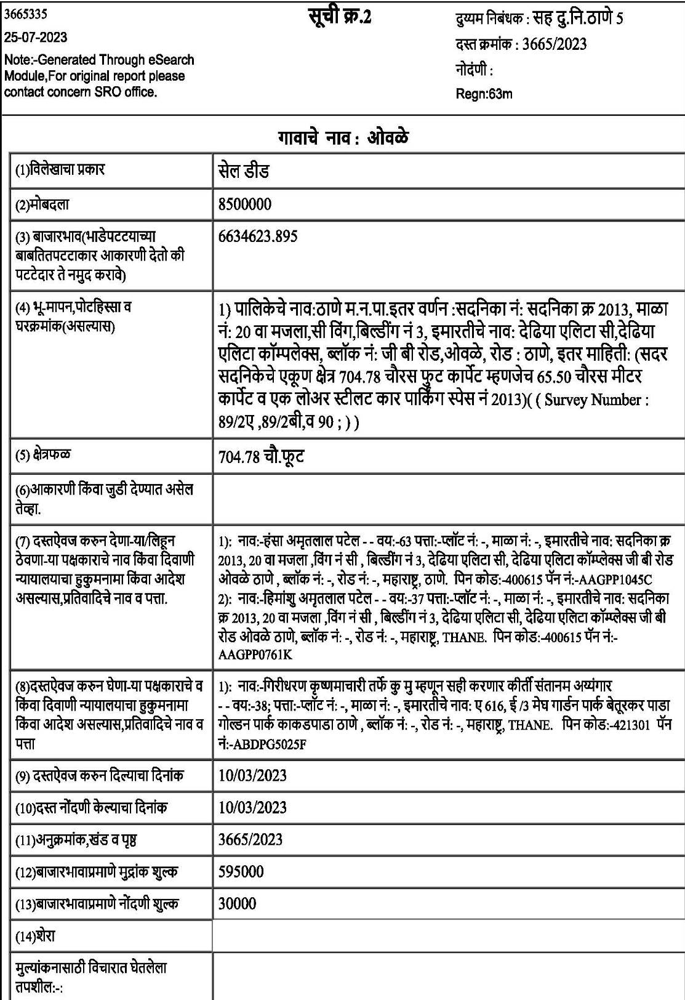 3665335
सूची क्र.2
दुय्यम निबंधक : सह दु.नि.ठाणे 5
25-07-2023
दस्त क्रमांक : 3665/2023
Note:-Generated Through eSearch
Module,For original report please
contact concern SRO office.
नोदंणी :
Regn:63m
गावाचे नाव : ओवळे
(1)विलेखाचा प्रकार
सेल डीड
(2)मोबदला
8500000
(3) बाजारभाव(भाडेपटटयाच्या
बाबतितपटटाकार आकारणी देतो की
पटटेदार ते नमुद करावे)
6634623.895
(4) भू-मापन,पोटहिस्सा व
घरक्रमांक(असल्यास)
1) पालिकेचे नाव:ठाणे म.न.पा.इतर वर्णन :सदनिका नं: सदनिका क्र 2013, माळा
नं: 20 वा मजला,सी विंग,बिल्डींग नं 3, इमारतीचे नाव: देढिया एलिटा सी,देढिया
एलिटा कॉम्पलेक्स, ब्लॉक नं: जी बी रोड,ओवळे, रोड : ठाणे, इतर माहिती: (सदर
सदनिकेचे एकूण क्षेत्र 704.78 चौरस फुट कार्पेट म्हणजेच 65.50 चौरस मीटर
कार्पेट व एक लोअर स्टीलट कार पार्किंग स्पेस नं 2013)( ( Survey Number :
89/2ए ,89/2बी,व 90 ; ) )
(5) क्षेत्रफळ
704.78 चौ.फूट
(6)आकारणी किंवा जुडी देण्यात असेल
तेव्हा.
(7) दस्तऐवज करुन देणा-या/लिहून
ठेवणा-या पक्षकाराचे नाव किंवा दिवाणी
न्यायालयाचा हुकुमनामा किंवा आदेश
असल्यास,प्रतिवादिचे नाव व पत्ता.
1): नाव:-हंसा अमृतलाल पटेल - - वय:-63 पत्ता:-प्लॉट नं: -, माळा नं: -, इमारतीचे नाव: सदनिका क्र
2013, 20 वा मजला ,विंग नं सी , बिल्डींग नं 3, देढिया एलिटा सी, देढिया एलिटा कॉम्प्लेक्स जी बी रोड
ओवळे ठाणे , ब्लॉक नं: -, रोड नं: -, महाराष्ट्र, ठाणे. पिन कोड:-400615 पॅन नं:-AAGPP1045C
2): नाव:-हिमांशु अमृतलाल पटेल - - वय:-37 पत्ता:-प्लॉट नं: -, माळा नं: -, इमारतीचे नाव: सदनिका
क्र 2013, 20 वा मजला ,विंग नं सी , बिल्डींग नं 3, देढिया एलिटा सी, देढिया एलिटा कॉम्प्लेक्स जी बी
रोड ओवळे ठाणे, ब्लॉक नं: -, रोड नं: -, महाराष्ट्र, THANE. पिन कोड:-400615 पॅन नं:-
AAGPP0761K
(8)दस्तऐवज करुन घेणा-या पक्षकाराचे व
किंवा दिवाणी न्यायालयाचा हुकुमनामा
किंवा आदेश असल्यास,प्रतिवादिचे नाव व
पत्ता
1): नाव:-गिरीधरण कृष्णमाचारी तर्फे कु मु म्हणून सही करणार कीर्ती संतानम अय्यंगार
- - वय:-38; पत्ता:-प्लॉट नं: -, माळा नं: -, इमारतीचे नाव: ए 616, ई /3 मेघ गार्डन पार्क बेतूरकर पाडा
गोल्डन पार्क काकडपाडा ठाणे , ब्लॉक नं: -, रोड नं: -, महाराष्ट्र, THANE. पिन कोड:-421301 पॅन
नं:-ABDPG5025F
(9) दस्तऐवज करुन दिल्याचा दिनांक
10/03/2023
(10)दस्त नोंदणी केल्याचा दिनांक
10/03/2023
(11)अनुक्रमांक,खंड व पृष्ठ
3665/2023
(12)बाजारभावाप्रमाणे मुद्रांक शुल्क
595000
(13)बाजारभावाप्रमाणे नोंदणी शुल्क
30000
(14)शेरा
मुल्यांकनासाठी विचारात घेतलेला
तपशील:-: